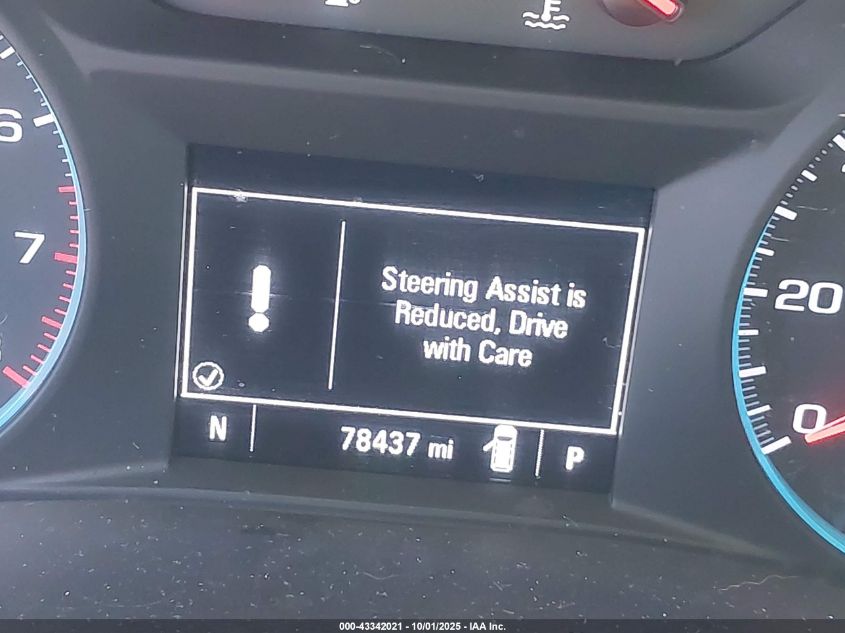 6
7
Steering Assist is
Reduced, Drive
with Care
N
78437 mi
P
20
0
000-43342021 - 10/01/2025 - IAA Inc.